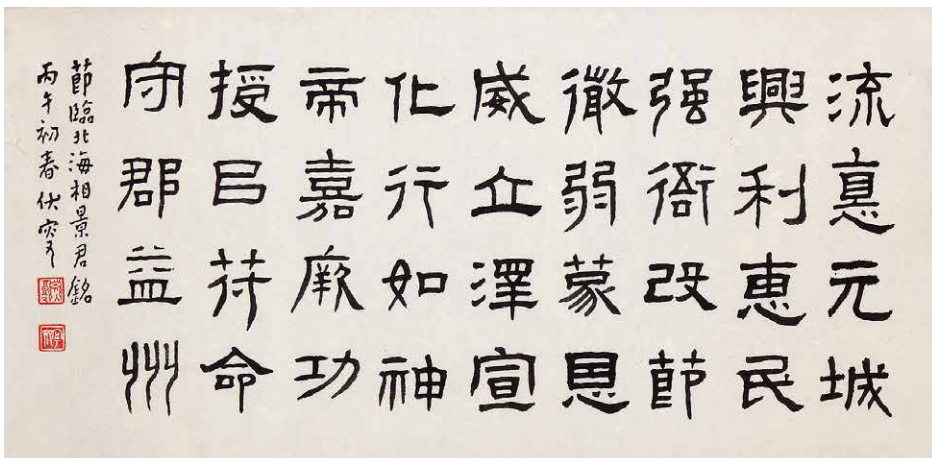 流悳元城
興利惠民
强衙改節
微弱蒙恩
威立澤宣
化行如神
帝嘉厥功
授㠯符命
守郡益州
節臨北海相景君銘
丙午初春